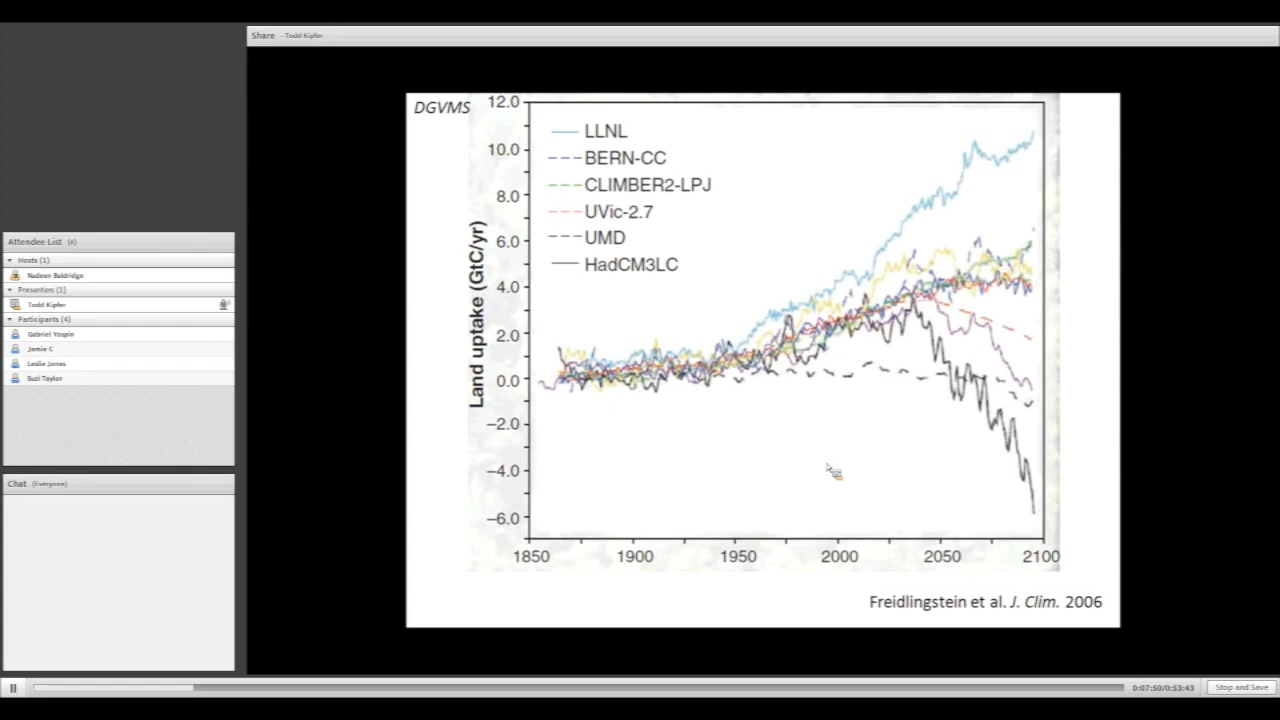 Share - Todd Kipfer
Attendee List (6)
Hosts (1)
Nadeen Baldridge
Presenters (1)
Todd Kipfer
Participants (4)
Gabriel Yospin
Jamie C
Leslie Jones
Suzi Taylor
Chat (Everyone)
DGVMS
12.0
10.0
8.0
6.0
4.0
2.0
0.0
−2.0
−4.0
−6.0
Land uptake (GtC/yr)
LLNL
BERN-CC
CLIMBER2-LPJ
UVic-2.7
UMD
HadCM3LC
1850 1900 1950 2000 2050 2100
Freidlingstein et al. J. Clim. 2006
0:07:50/0:53:43 Stop and Save